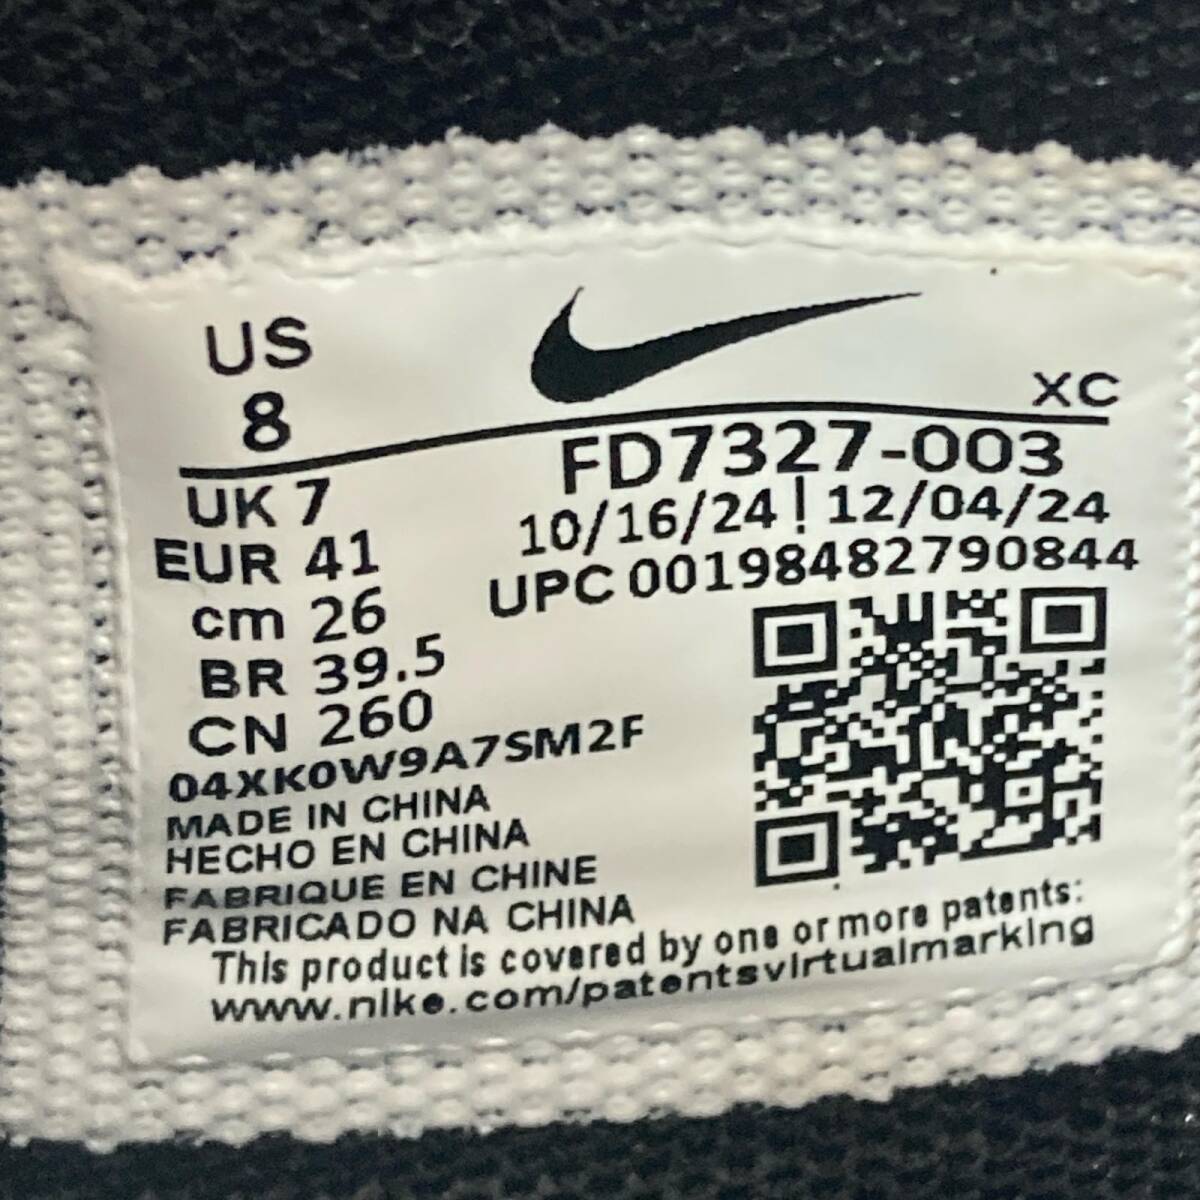 US
8
XC
UK 7
EUR 41
cm 26
BR 39.5
CN 260
FD7327-003
10/16/24 ! 12/04/24
UPC 00198482790844
04XK0W9A7SM2F
MADE IN CHINA
HECHO EN CHINA
FABRIQUE EN CHINE
FABRICADO NA CHINA
This product is covered by one or more patents:
www.nike.com/patentsvirtualmarking